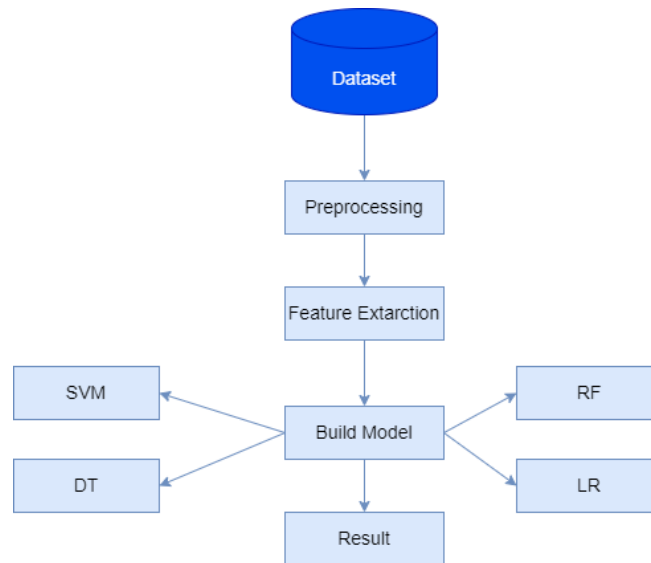 Dataset
Preprocessing
Feature Extarction
SVM
RF
Build Model
DT
LR
Result